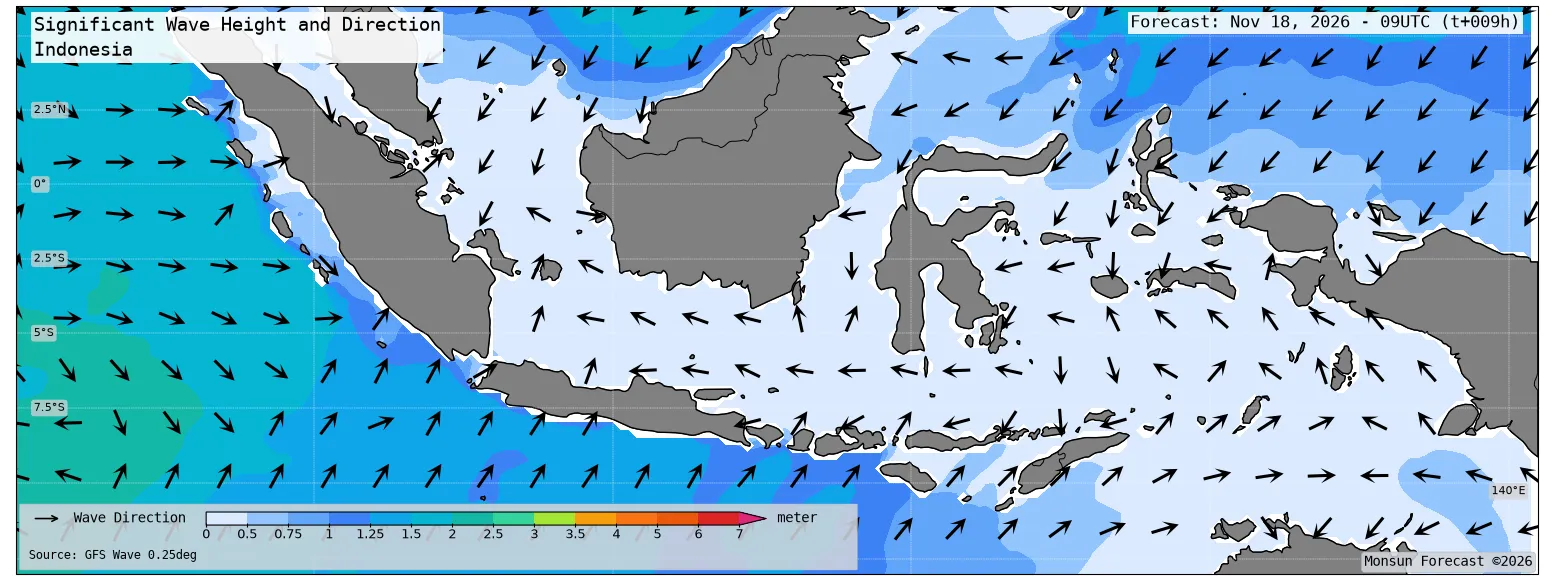 Significant Wave Height and Direction
Indonesia
Forecast: Nov 18, 2026 - 09UTC (t+009h)
2.5°N
0°
2.5°S
5°S
7.5°S
140°E
Wave Direction
0 0.5 0.75 1 1.25 1.5 2 2.5 3 3.5 4 5 6 7
meter
Source: GFS Wave 0.25deg
Monsun Forecast ©2026